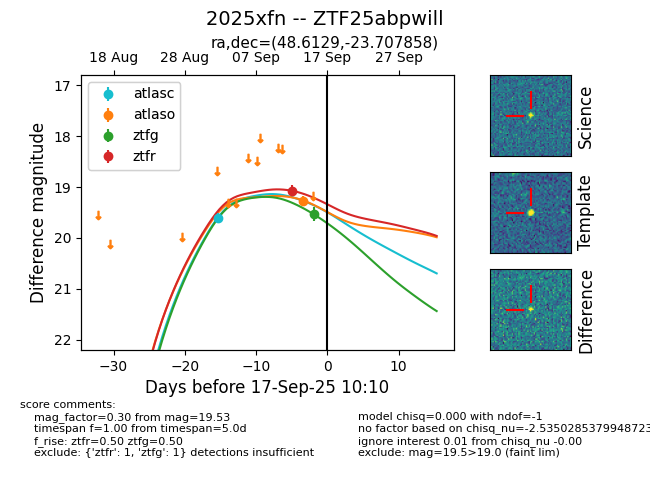 2025xfn -- ZTF25abpwill
ra,dec=(48.6129,-23.707858)
18 Aug 28 Aug 07 Sep 17 Sep 27 Sep
17
18
19
20
21
22
Difference magnitude
atlasc
atlaso
ztfg
ztfr
−30 −20 −10 0 10
Days before 17-Sep-25 10:10
Science
Template
Difference
score comments:
mag_factor=0.30 from mag=19.53
timespan f=1.00 from timespan=5.0d
f_rise: ztfr=0.50 ztfg=0.50
exclude: {'ztfr': 1, 'ztfg': 1} detections insufficient
model chisq=0.000 with ndof=-1
no factor based on chisq_nu=-2.5350285379948723
ignore interest 0.01 from chisq_nu -0.00
exclude: mag=19.5>19.0 (faint lim)